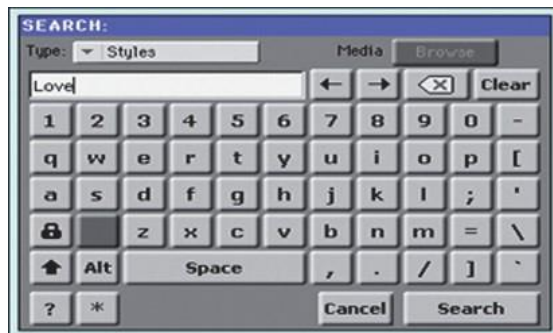 SEARCH:
Type: Styles Media Browse
Love ← → Clear
1 2 3 4 5 6 7 8 9 0 -
q w e r t y u i o p [
a s d f g h j k l ; '
z x c v b n m = \
Alt Space , . / ] `
? * Cancel Search